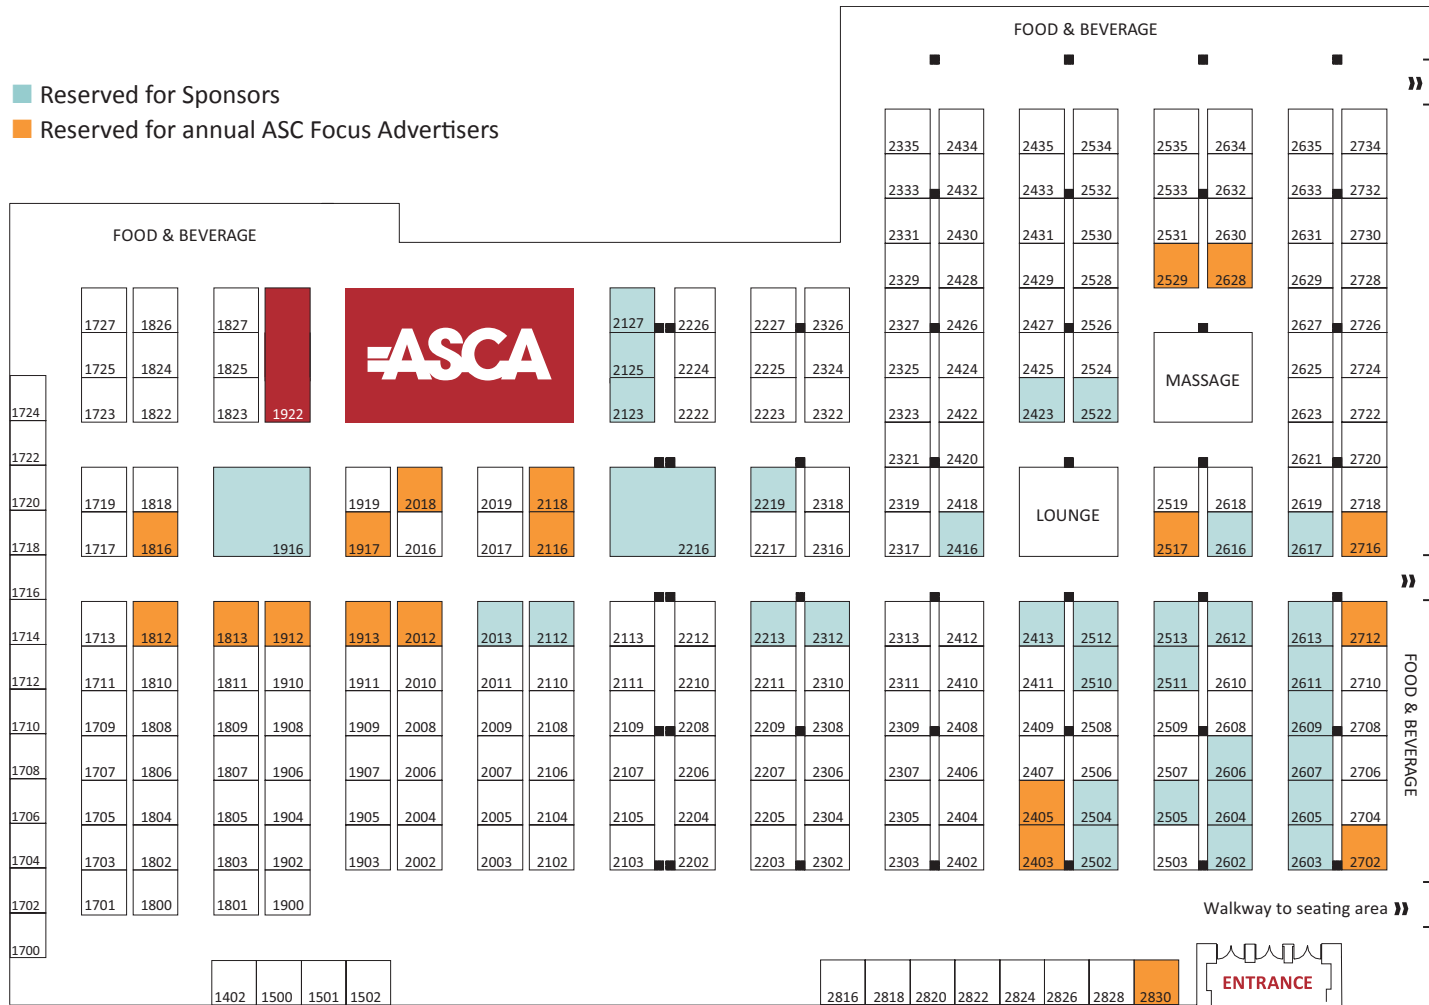 FOOD & BEVERAGE
Reserved for Sponsors
Reserved for annual ASC Focus Advertisers
2335 2434 2435 2534 2535 2634 2635 2734
2333 2432 2433 2532 2533 2632 2633 2732
FOOD & BEVERAGE
2331 2430 2431 2530 2531 2630 2631 2730
2329 2428 2429 2528 2529 2628 2629 2728
1727 1826 1827 2127 2226 2227 2326 2327 2426 2427 2526 2627 2726
ASCA
1725 1824 1825 2125 2224 2225 2324 2325 2424 2425 2524 MASSAGE 2625 2724
1724 1723 1822 1823 1922 2123 2222 2223 2322 2323 2422 2423 2522 2623 2722
1722 2321 2420 2621 2720
1720 1719 1818 1919 2018 2019 2118 2219 2318 2319 2418 LOUNGE 2519 2618 2619 2718
1718 1717 1816 1916 1917 2016 2017 2116 2216 2217 2316 2317 2416 2517 2616 2617 2716
1716
1714 1713 1812 1813 1912 1913 2012 2013 2112 2113 2212 2213 2312 2313 2412 2413 2512 2513 2612 2613 2712
1712 1711 1810 1811 1910 1911 2010 2011 2110 2111 2210 2211 2310 2311 2410 2411 2510 2511 2610 2611 2710
FOOD & BEVERAGE
1710 1709 1808 1809 1908 1909 2008 2009 2108 2109 2208 2209 2308 2309 2408 2409 2508 2509 2608 2609 2708
1708 1707 1806 1807 1906 1907 2006 2007 2106 2107 2206 2207 2306 2307 2406 2407 2506 2507 2606 2607 2706
1706 1705 1804 1805 1904 1905 2004 2005 2104 2105 2204 2205 2304 2305 2404 2405 2504 2505 2604 2605 2704
1704 1703 1802 1803 1902 1903 2002 2003 2102 2103 2202 2203 2302 2303 2402 2403 2502 2503 2602 2603 2702
1702 1701 1800 1801 1900
Walkway to seating area
1700
ENTRANCE
1402 1500 1501 1502 2816 2818 2820 2822 2824 2826 2828 2830